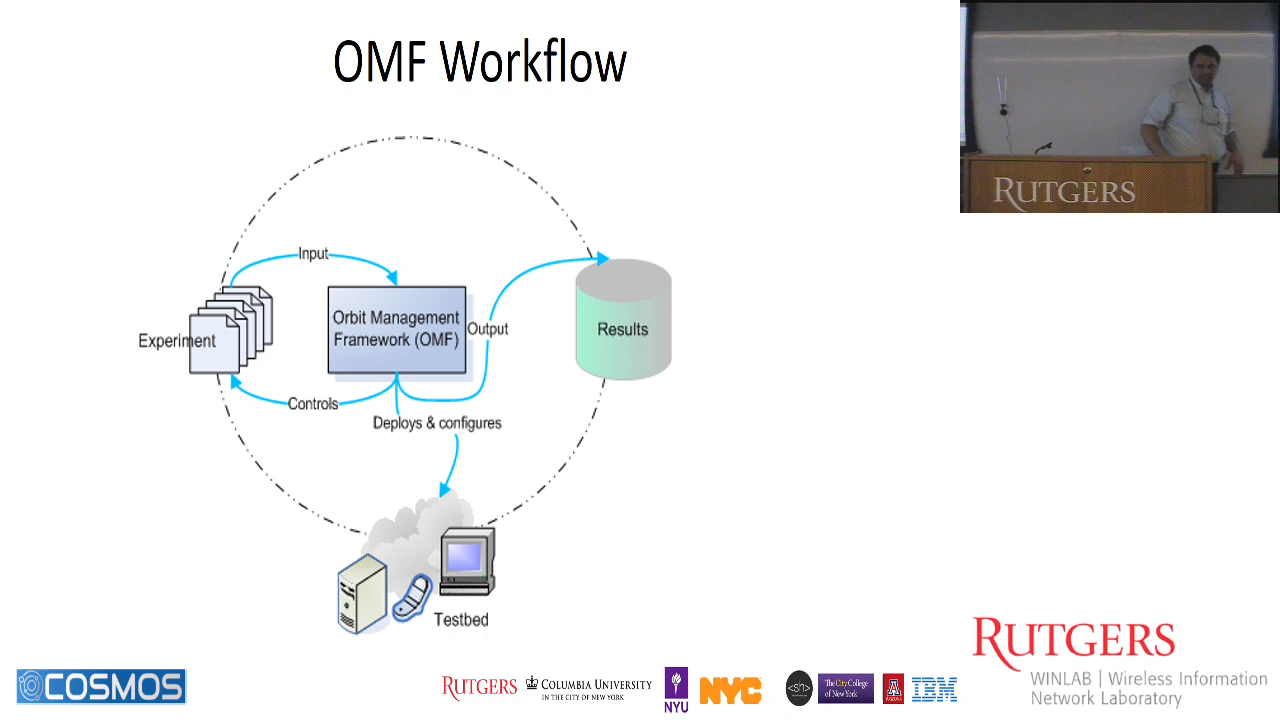 OMF Workflow
RUTGERS
Input
Orbit Management
Framework (OMF)
Output
Results
Experiment
Controls
Deploys & configures
Testbed
RUTGERS
WINLAB | Wireless Information
Network Laboratory
COSMOS
RUTGERS
COLUMBIA UNIVERSITY
IN THE CITY OF NEW YORK
NYU
NYC
<sh>
The City College
of New York
A
ARIZONA
IBM